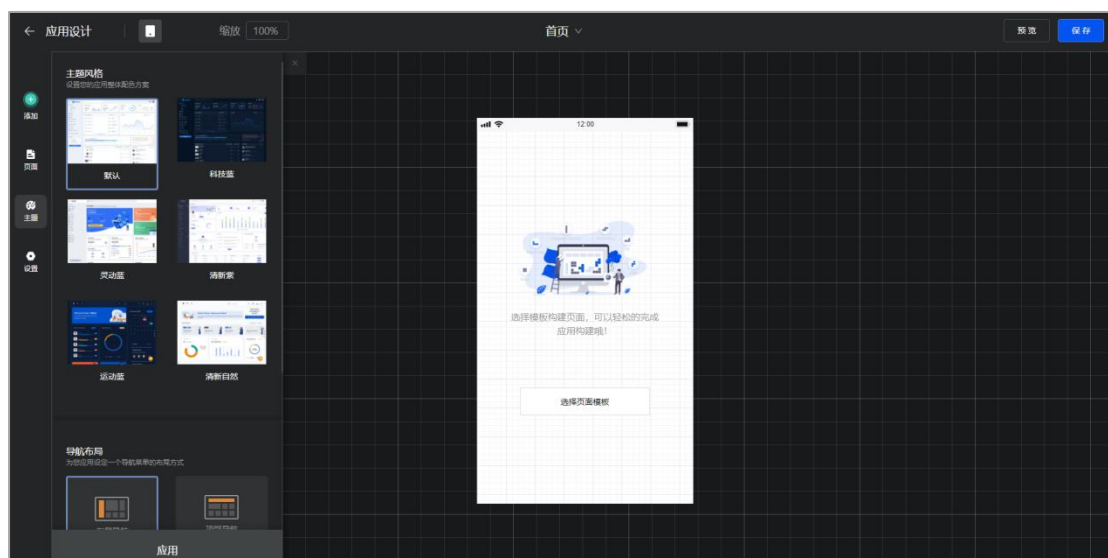 应用设计
缩放 100%
首页
预览
保存
添加
页面
主题
设置
主题风格
设置您的应用整体配色方案
默认
科技蓝
灵动蓝
清新紫
运动蓝
清新自然
导航布局
为您应用设定一个导航菜单的布局方式
应用
12:00
选择模板构建页面，可以轻松的完成
应用构建哦！
选择页面模板